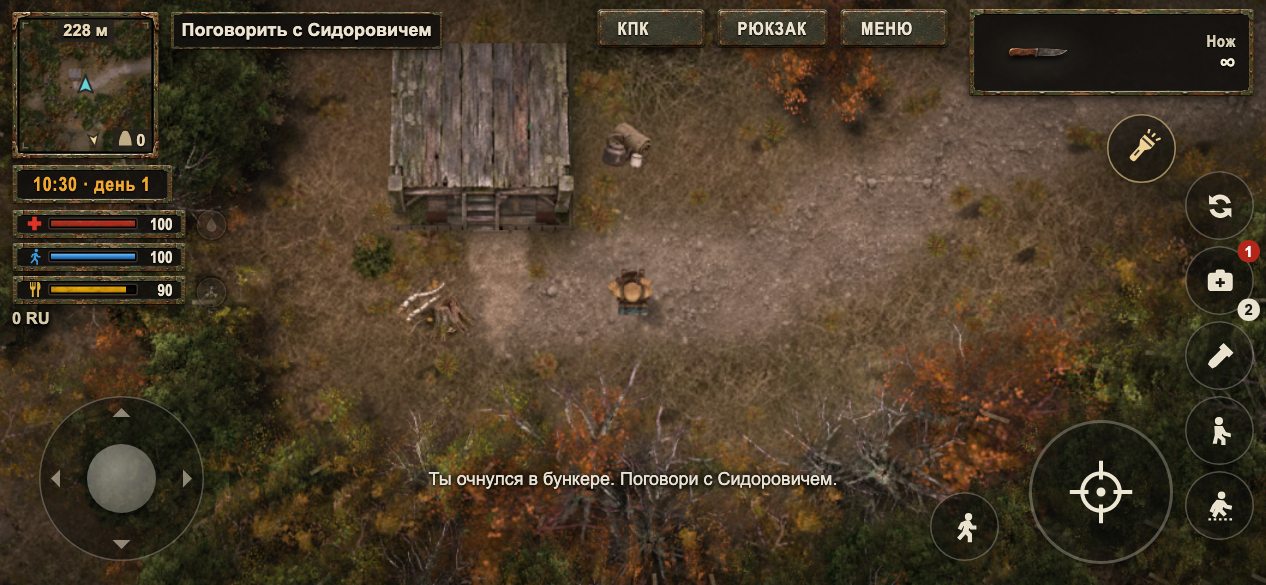 228 м
Поговорить с Сидоровичем
КПК
РЮКЗАК
МЕНЮ
Нож
∞
0
10:30 · день 1
100
100
90
0 RU
1
2
Ты очнулся в бункере. Поговори с Сидоровичем.